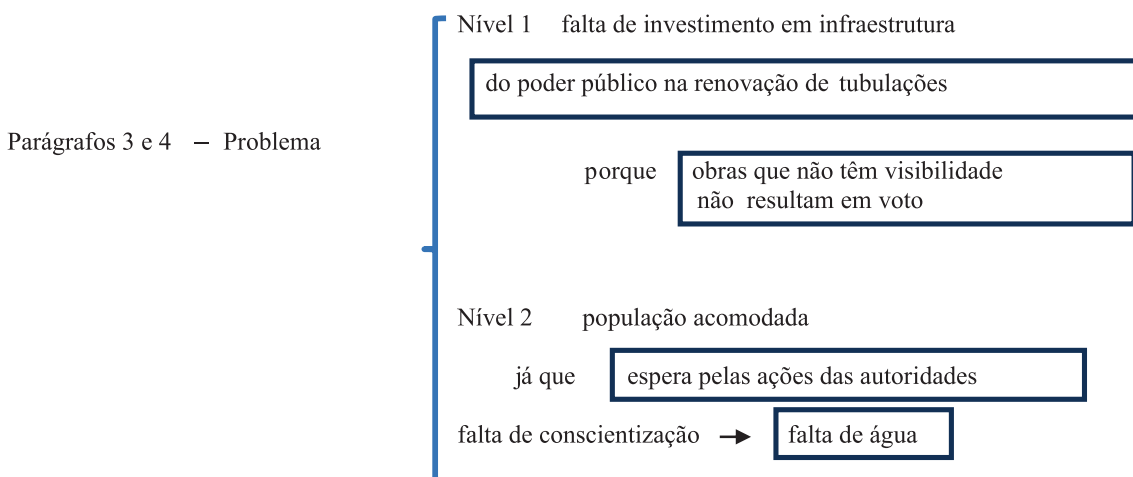 Nível 1 falta de investimento em infraestrutura
do poder público na renovação de tubulações
Parágrafos 3 e 4 – Problema
porque obras que não têm visibilidade
não resultam em voto
Nível 2 população acomodada
já que espera pelas ações das autoridades
falta de conscientização → falta de água